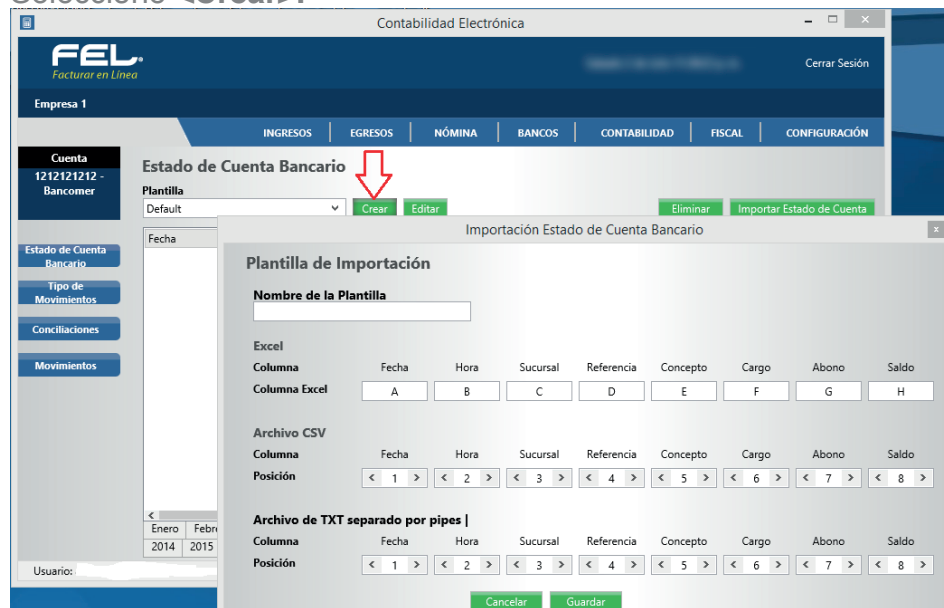 Seleccione <Crear>.
Contabilidad Electrónica
FEL
Facturar en Línea
Cerrar Sesión
Empresa 1
INGRESOS EGRESOS NÓMINA BANCOS CONTABILIDAD FISCAL CONFIGURACIÓN
Cuenta
1212121212 -
Bancomer
Estado de Cuenta Bancario
Plantilla
Default Crear Editar Eliminar Importar Estado de Cuenta
Fecha
Estado de Cuenta
Bancario
Tipo de
Movimientos
Conciliaciones
Movimientos
Importación Estado de Cuenta Bancario
Plantilla de Importación
Nombre de la Plantilla
Excel
Columna Fecha Hora Sucursal Referencia Concepto Cargo Abono Saldo
Columna Excel A B C D E F G H
Archivo CSV
Columna Fecha Hora Sucursal Referencia Concepto Cargo Abono Saldo
Posición < 1 > < 2 > < 3 > < 4 > < 5 > < 6 > < 7 > < 8 >
Archivo de TXT separado por pipes |
Columna Fecha Hora Sucursal Referencia Concepto Cargo Abono Saldo
Posición < 1 > < 2 > < 3 > < 4 > < 5 > < 6 > < 7 > < 8 >
Cancelar Guardar
Enero Febr
2014 2015
Usuario: